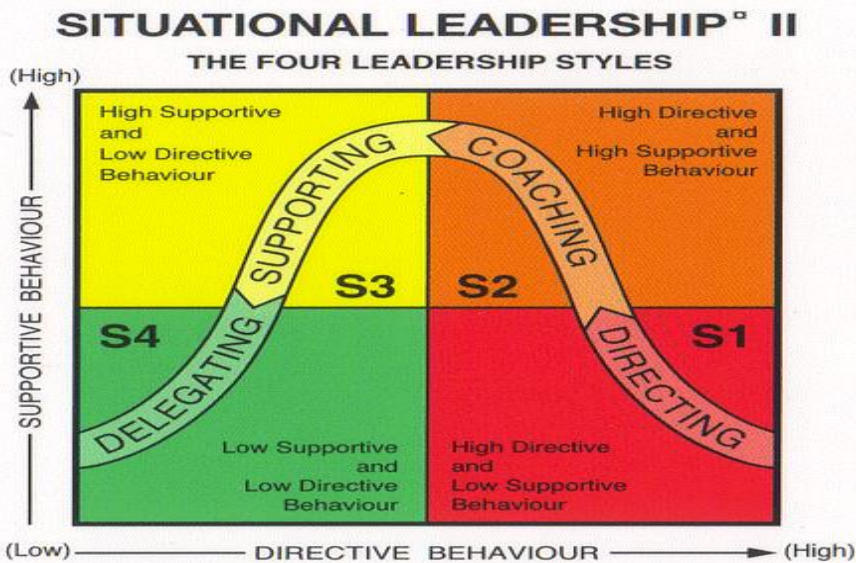 SITUATIONAL LEADERSHIP® II
THE FOUR LEADERSHIP STYLES
(High)
High Supportive
and
Low Directive
Behaviour
High Directive
and
High Supportive
Behaviour
SUPPORTING
COACHING
S3
S2
S4
S1
DELEGATING
DIRECTING
Low Supportive
and
Low Directive
Behaviour
High Directive
and
Low Supportive
Behaviour
SUPPORTIVE BEHAVIOUR
(Low)
DIRECTIVE BEHAVIOUR
(High)